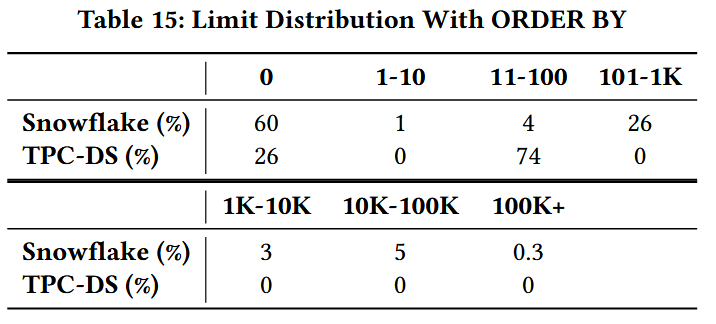 Table 15: Limit Distribution With ORDER BY
0 1-10 11-100 101-1K
Snowflake (%) 60 1 4 26
TPC-DS (%) 26 0 74 0
1K-10K 10K-100K 100K+
Snowflake (%) 3 5 0.3
TPC-DS (%) 0 0 0